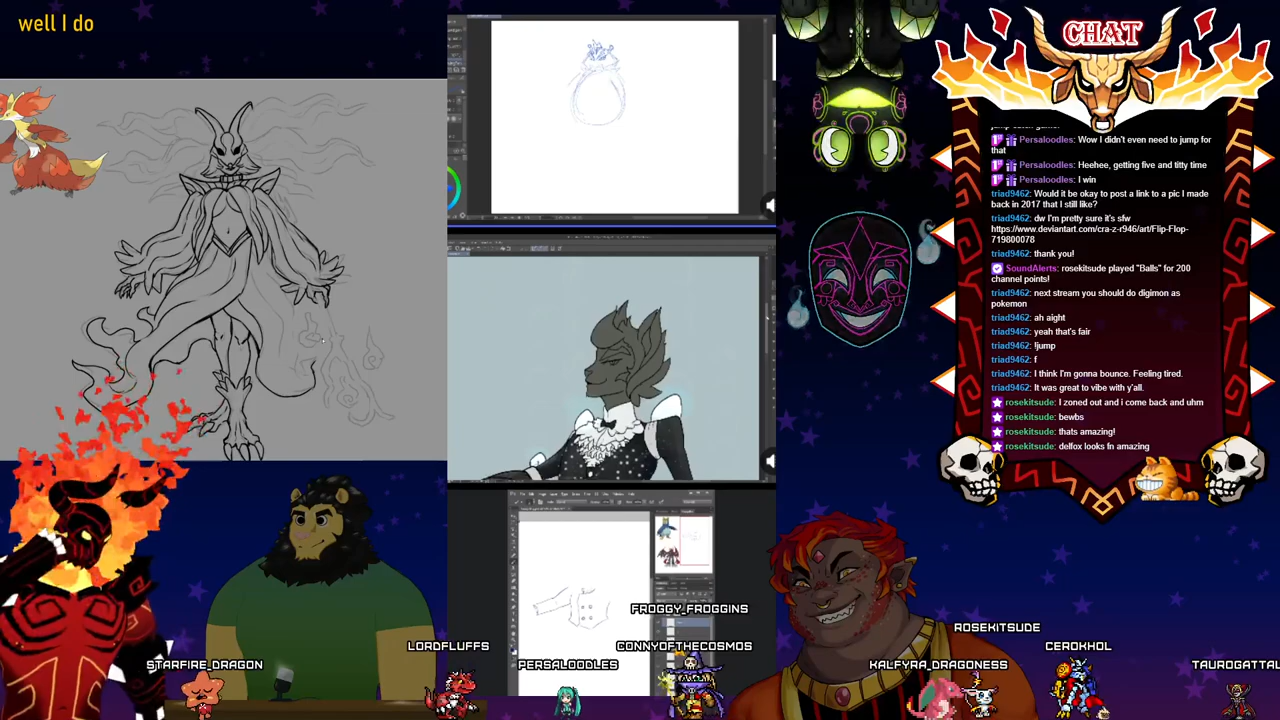 well I do
CHAT
Persaloodles: Wow I didn't even need to jump for
that
Persaloodles: Heehee, getting live and titty time
Persaloodles: I win
triad9462: Would it be okay to post a link to a pic I made
back in 2017 that I still like?
triad9462: dw I'm pretty sure it's sfw
https://www.deviantart.com/cra-z-r946/art/Flip-Flop-
719800078
triad9462: thank you!
SoundAlerts: rosekitsude played "Balls" for 200
channel points!
triad9462: next stream you should do digimon as
pokemon
triad9462: ah aight
triad9462: yeah that's fair
triad9462: !jump
triad9462: f
triad9462: I think I'm gonna bounce. Feeling tired.
triad9462: It was great to vibe with y'all.
rosekitsude: I zoned out and i come back and uhm
rosekitsude: bewbs
rosekitsude: thats amazing!
rosekitsude: delfox looks fn amazing
FROGGY_FROGGINS
ROSEKITSUDE
LORDFLUFFS
CONNYOFTHECOSMOS
CEROKHOL
STARFIRE_DRAGON
PERSALOODLES
KALFYRA_DRAGONESS
TAUROGATTAL